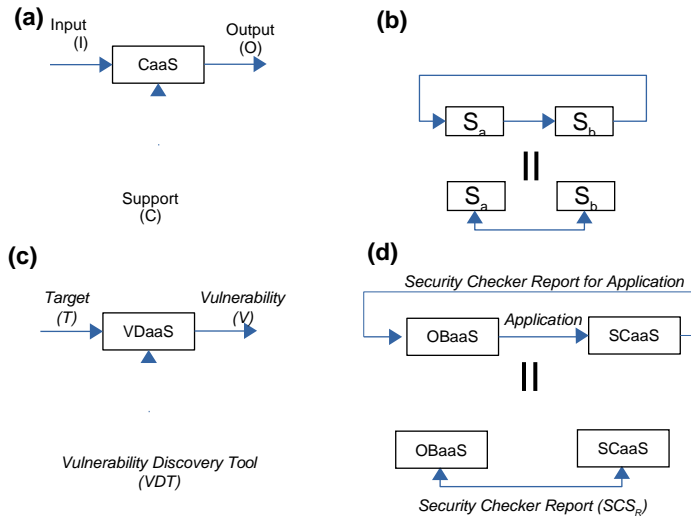 (a)
Input
(I)
Output
(O)
CaaS
Support
(C)
(b)
Sa
Sb
Sa
Sb
(c)
Target
(T)
Vulnerability
(V)
VDaaS
Vulnerability Discovery Tool
(VDT)
(d)
Security Checker Report for Application
Application
OBaaS
SCaaS
OBaaS
SCaaS
Security Checker Report (SCSR)